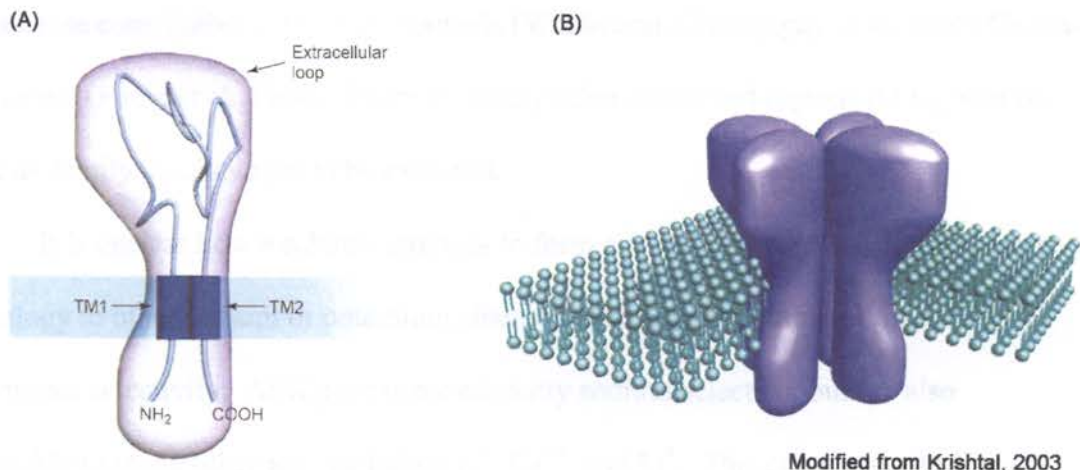 (A)
(B)
Extracellular
loop
TM1
TM2
NH₂
COOH
Modified from Krishtal, 2003